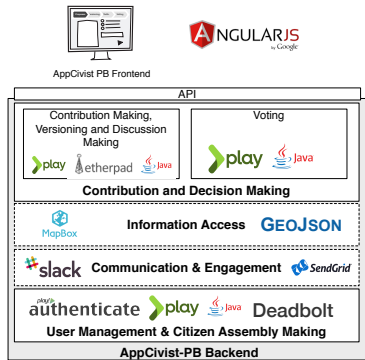 ANGULARJS
by Google
AppCivist PB Frontend
API
Contribution Making,
Versioning and Discussion
Making
play etherpad Java
Voting
play Java
Contribution and Decision Making
MapBox
Information Access
GEOJSON
slack Communication & Engagement SendGrid
play
authenticate play Java Deadbolt
User Management & Citizen Assembly Making
AppCivist-PB Backend